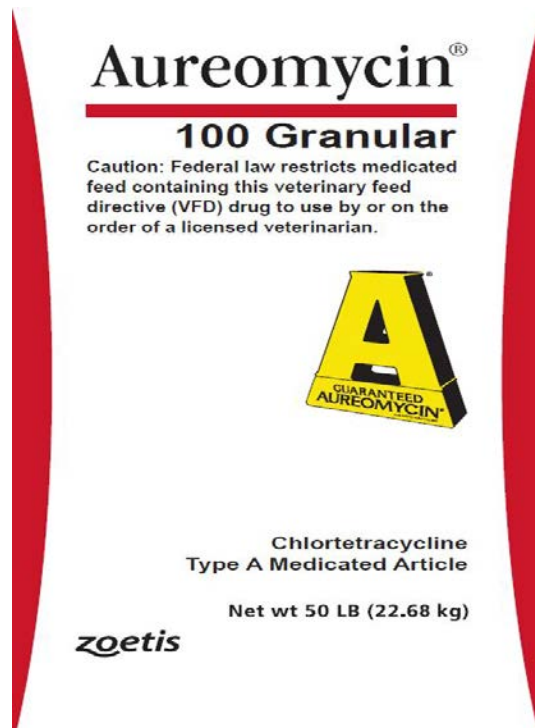 Aureomycin®
100 Granular
Caution: Federal law restricts medicated
feed containing this veterinary feed
directive (VFD) drug to use by or on the
order of a licensed veterinarian.
A®
GUARANTEED
AUREOMYCIN®
Chlortetracycline
Type A Medicated Article
Net wt 50 LB (22.68 kg)
zoetis